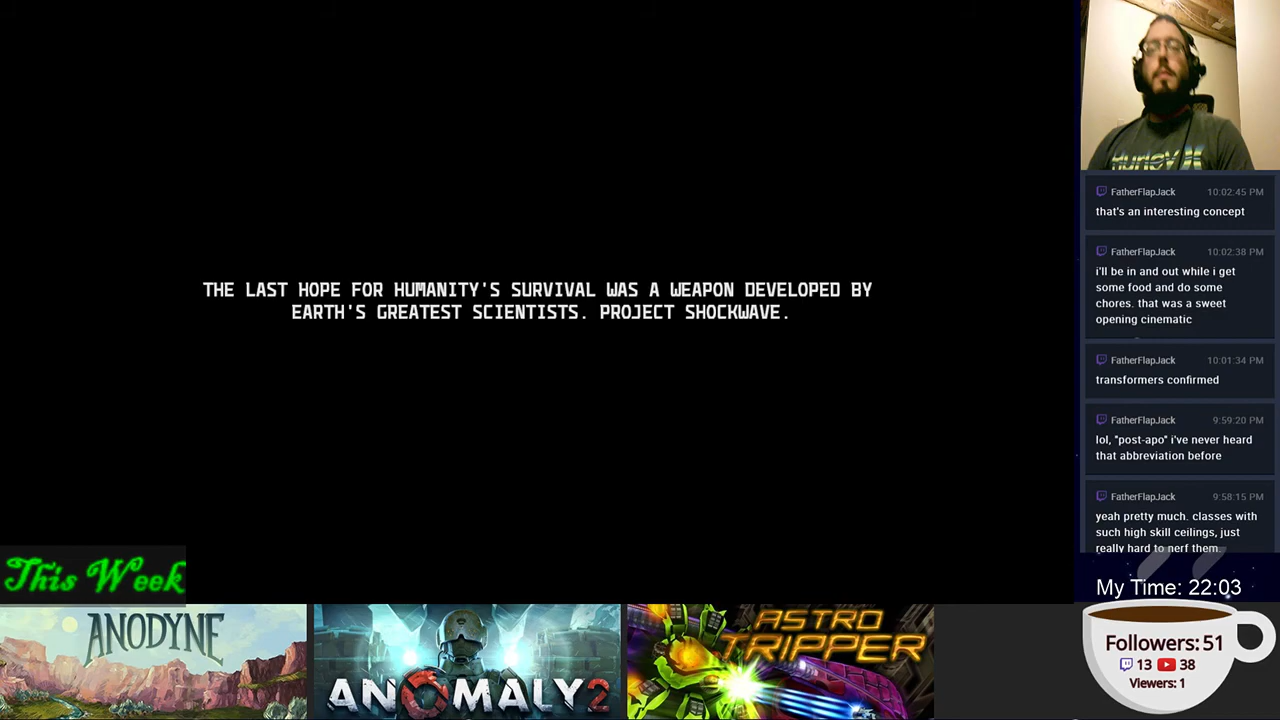 THE LAST HOPE FOR HUMANITY'S SURVIVAL WAS A WEAPON DEVELOPED BY
EARTH'S GREATEST SCIENTISTS. PROJECT SHOCKWAVE.
Hurley
FatherFlapJack 10:02:45 PM
that's an interesting concept
FatherFlapJack 10:02:38 PM
i'll be in and out while i get
some food and do some
chores. that was a sweet
opening cinematic
FatherFlapJack 10:01:34 PM
transformers confirmed
FatherFlapJack 9:59:20 PM
lol, "post-apo" i've never heard
that abbreviation before
FatherFlapJack 9:58:15 PM
yeah pretty much. classes with
such high skill ceilings, just
really hard to nerf them.
My Time: 22:03
Followers: 51
13 38
Viewers: 1
This Week
ANODYNE
ANOMALY 2
ASTRO
TRIPPER